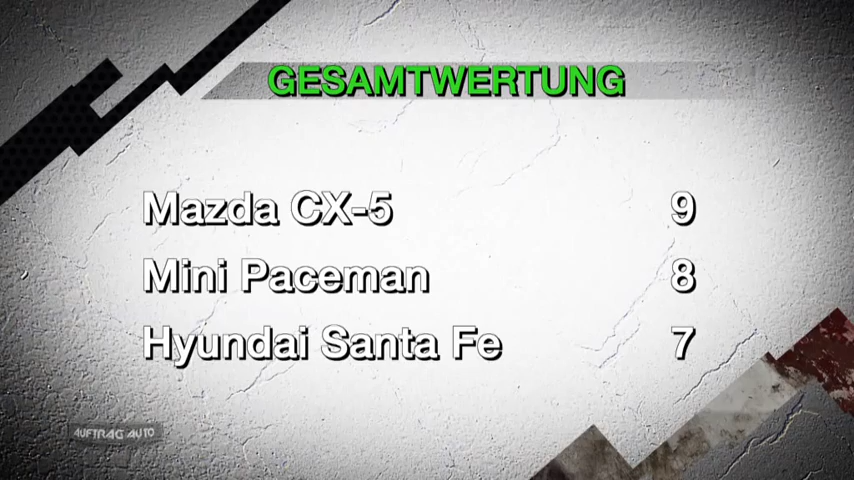 GESAMTWERTUNG
Mazda CX-5 9
Mini Paceman 8
Hyundai Santa Fe 7
AUFTRAG AUTO